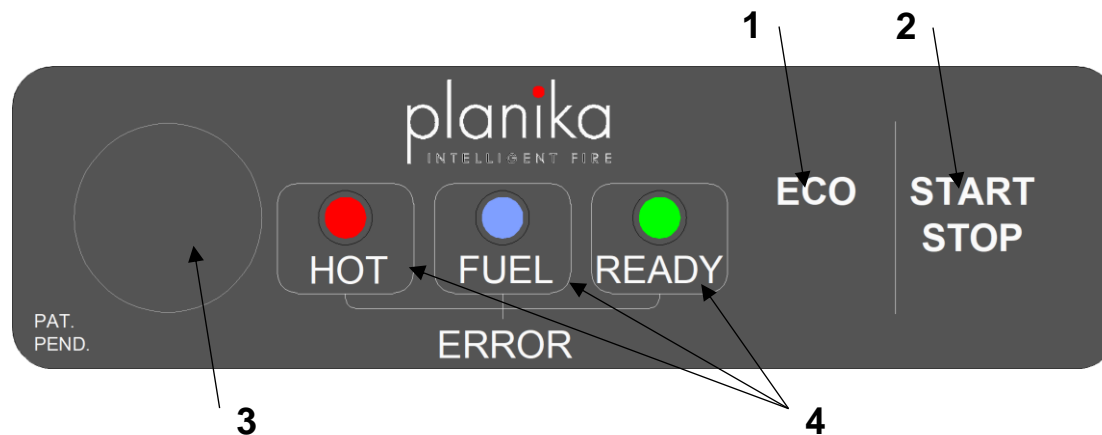 1 2
planika
INTELLIGENT FIRE
ECO
START
STOP
HOT FUEL READY
PAT.
PEND.
ERROR
3 4